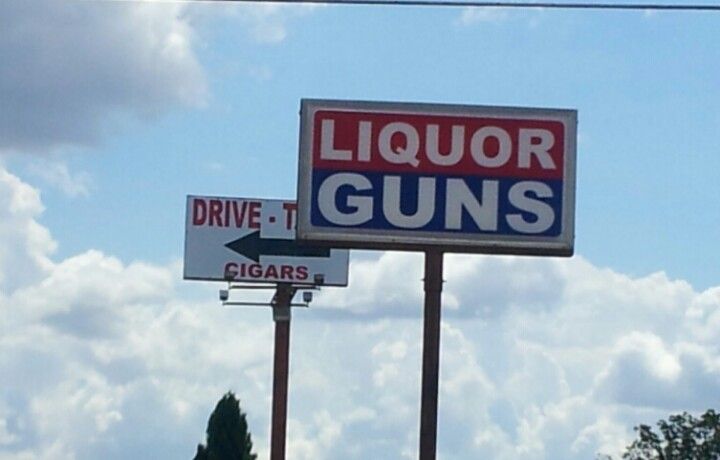 LIQUOR
GUNS
DRIVE - T
CIGARS